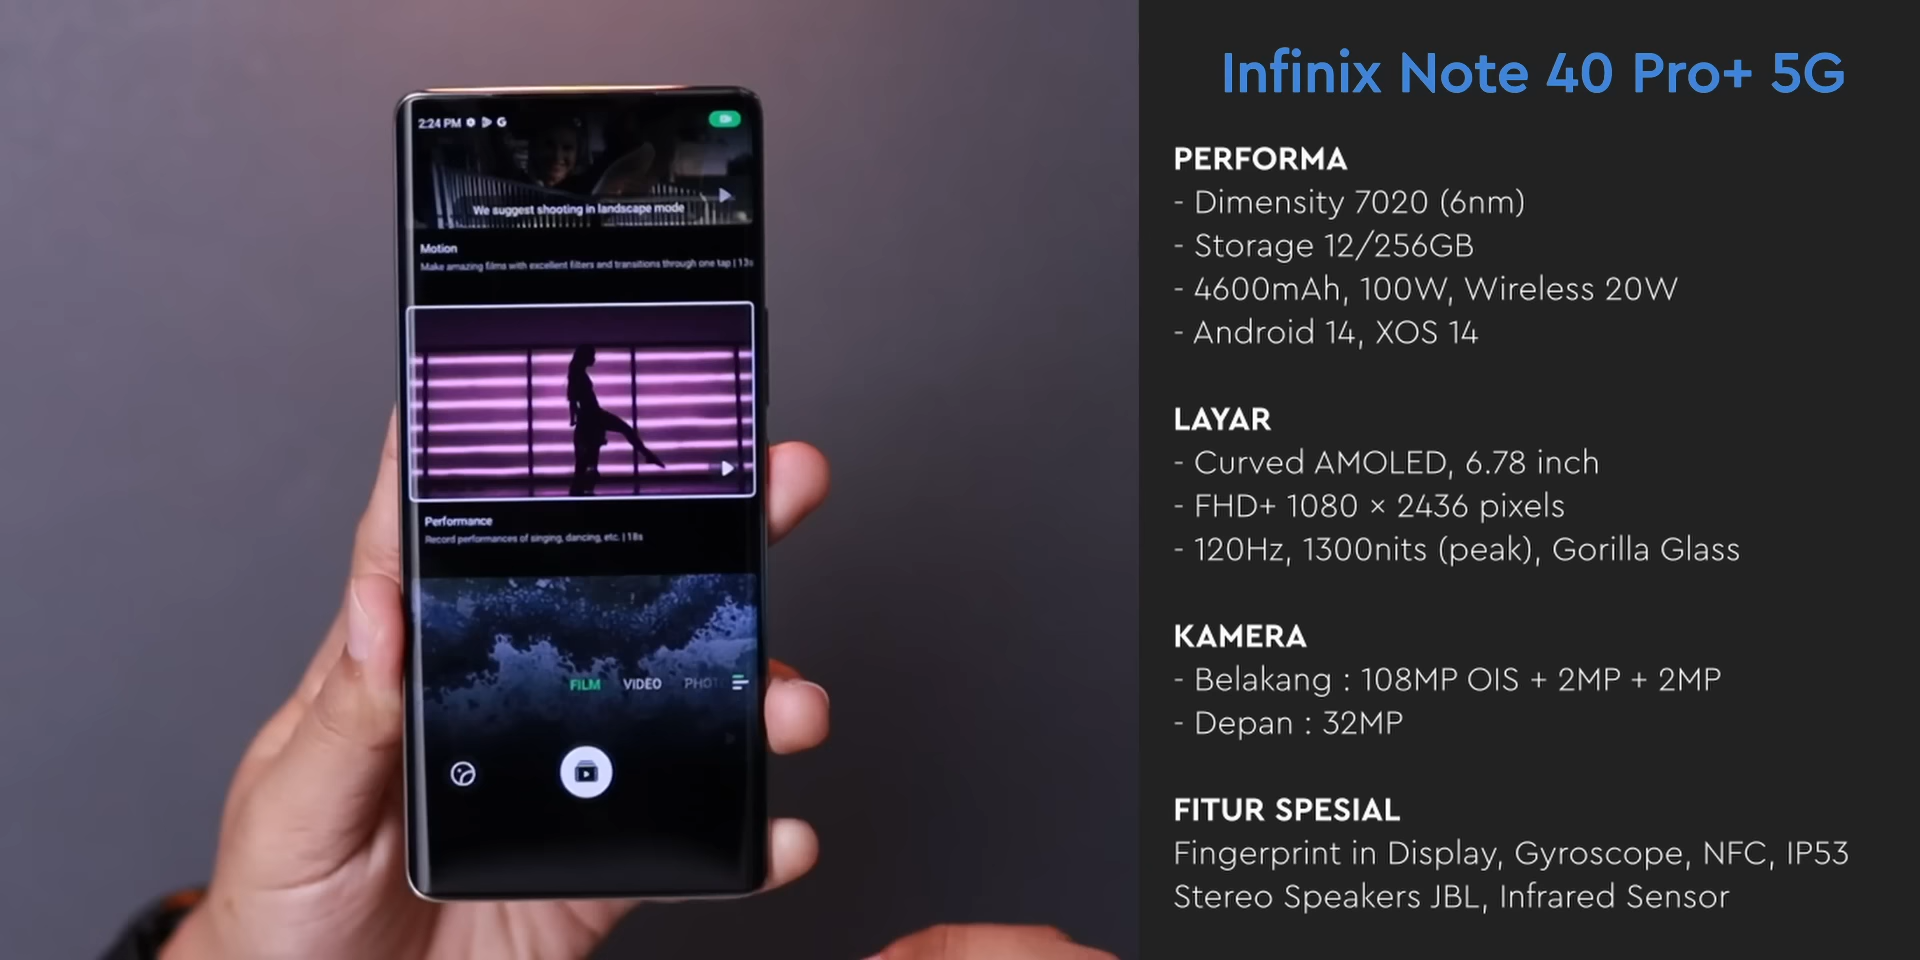 2:24 PM
We suggest shooting in landscape mode
Motion
Make amazing films with excellent filters and transitions through one tap | 13s
Performance
Record performances of singing, dancing, etc. | 18s
FILM VIDEO PHOTO
Infinix Note 40 Pro+ 5G
PERFORMA
- Dimensity 7020 (6nm)
- Storage 12/256GB
- 4600mAh, 100W, Wireless 20W
- Android 14, XOS 14
LAYAR
- Curved AMOLED, 6.78 inch
- FHD+ 1080 × 2436 pixels
- 120Hz, 1300nits (peak), Gorilla Glass
KAMERA
- Belakang : 108MP OIS + 2MP + 2MP
- Depan : 32MP
FITUR SPESIAL
Fingerprint in Display, Gyroscope, NFC, IP53
Stereo Speakers JBL, Infrared Sensor